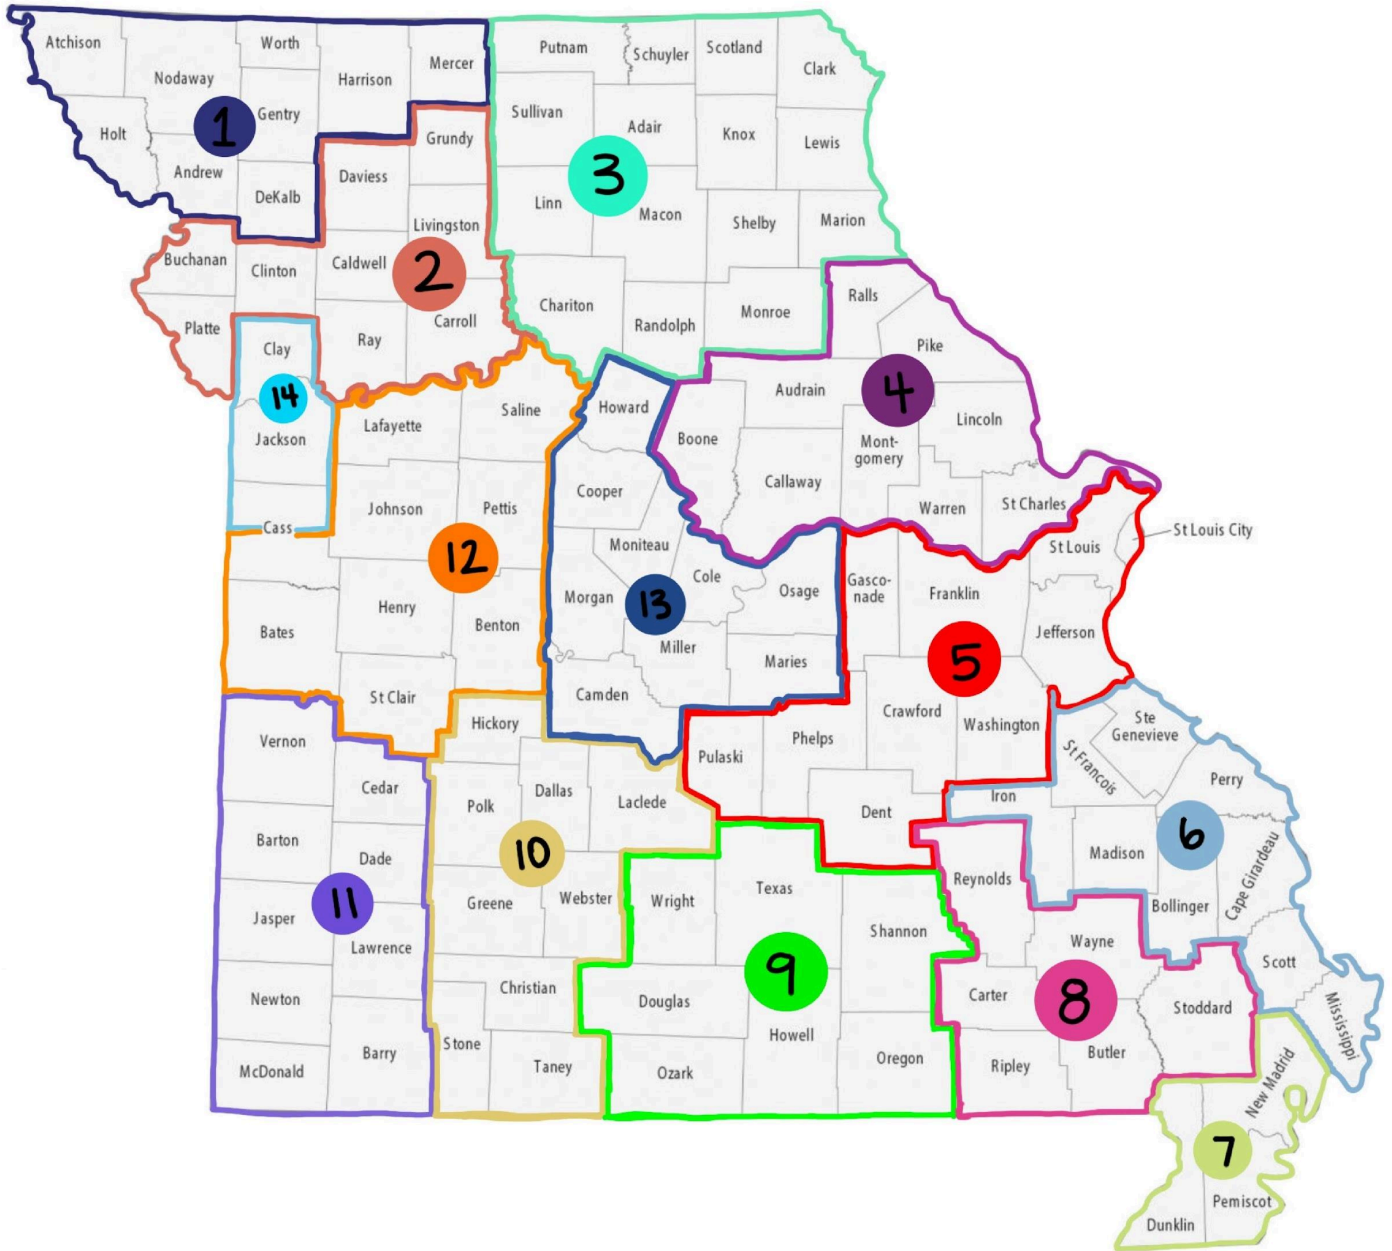 Atchison
Worth
Nodaway
Harrison
Mercer
Gentry
1
Holt
Andrew
DeKalb
Putnam
Schuyler
Scotland
Clark
Sullivan
Adair
Knox
Lewis
3
Linn
Macon
Shelby
Marion
Chariton
Randolph
Monroe
Grundy
Daviess
Livingston
Buchanan
Clinton
Caldwell
2
Platte
Ray
Carroll
Clay
14
Jackson
Cass
Ralls
Pike
Audrain
4
Lincoln
Boone
Mont-
gomery
Callaway
Warren
St Charles
Howard
Cooper
Moniteau
Cole
Osage
Morgan
13
Miller
Maries
Camden
Saline
Lafayette
Johnson
Pettis
12
Henry
Benton
Bates
St Clair
St Louis City
St Louis
Gasco-
nade
Franklin
Jefferson
5
Crawford
Washington
Pulaski
Phelps
Dent
Ste
Genevieve
St Francois
Perry
Iron
6
Madison
Cape Girardeau
Bollinger
Scott
Mississippi
Vernon
Cedar
Barton
Dade
11
Jasper
Lawrence
Newton
Barry
McDonald
Hickory
Polk
Dallas
Laclede
10
Greene
Webster
Christian
Stone
Taney
Texas
Wright
Shannon
9
Douglas
Howell
Ozark
Oregon
Reynolds
Wayne
Carter
8
Stoddard
Ripley
Butler
New Madrid
7
Pemiscot
Dunklin